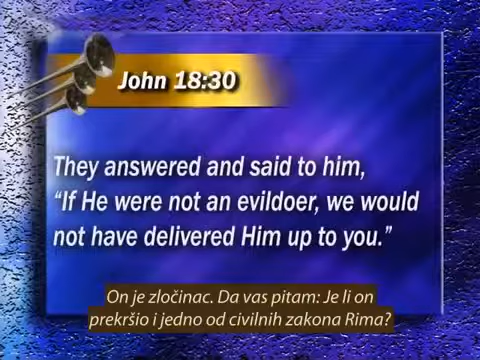 John 18:30
They answered and said to him,
“If He were not an evildoer, we would
not have delivered Him up to you.”
On je zločinac. Da vas pitam: Je li on
prekršio i jedno od civilnih zakona Rima?